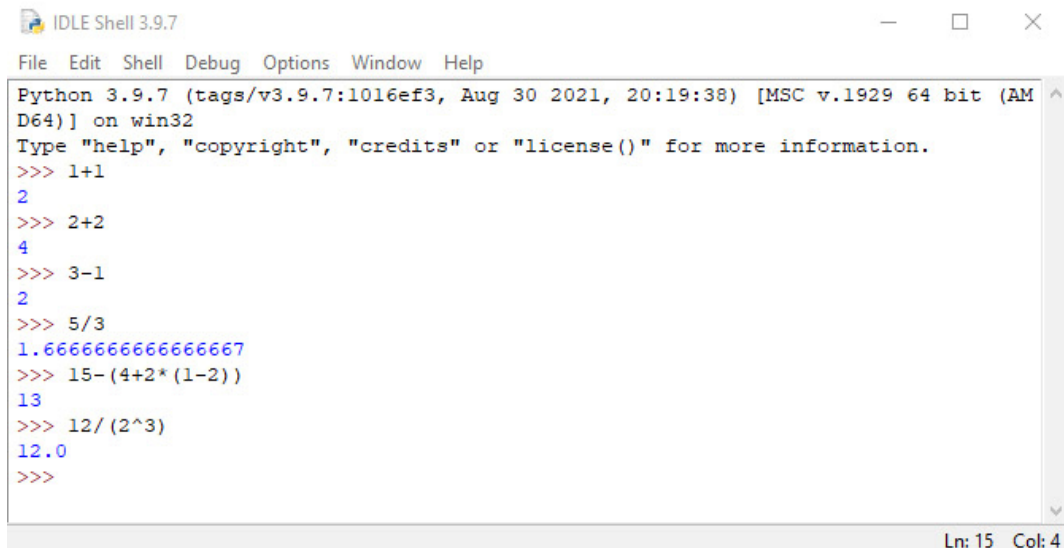 IDLE Shell 3.9.7
File Edit Shell Debug Options Window Help
Python 3.9.7 (tags/v3.9.7:1016ef3, Aug 30 2021, 20:19:38) [MSC v.1929 64 bit (AM
D64)] on win32
Type "help", "copyright", "credits" or "license()" for more information.
>>> 1+1
2
>>> 2+2
4
>>> 3-1
2
>>> 5/3
1.6666666666666667
>>> 15-(4+2*(1-2))
13
>>> 12/(2^3)
12.0
>>>
Ln: 15 Col: 4